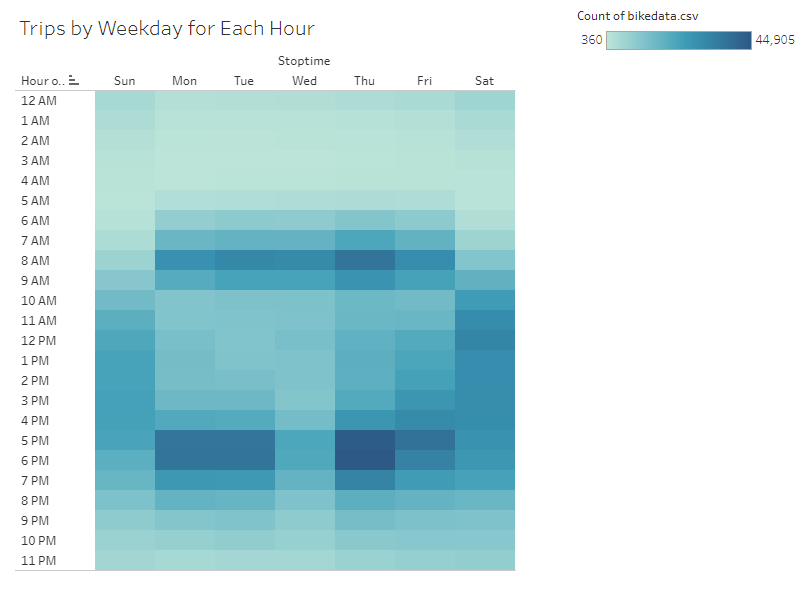 Trips by Weekday for Each Hour
Count of bikedata.csv
360 44,905
Stoptime
Hour o.. Sun Mon Tue Wed Thu Fri Sat
12 AM
1 AM
2 AM
3 AM
4 AM
5 AM
6 AM
7 AM
8 AM
9 AM
10 AM
11 AM
12 PM
1 PM
2 PM
3 PM
4 PM
5 PM
6 PM
7 PM
8 PM
9 PM
10 PM
11 PM